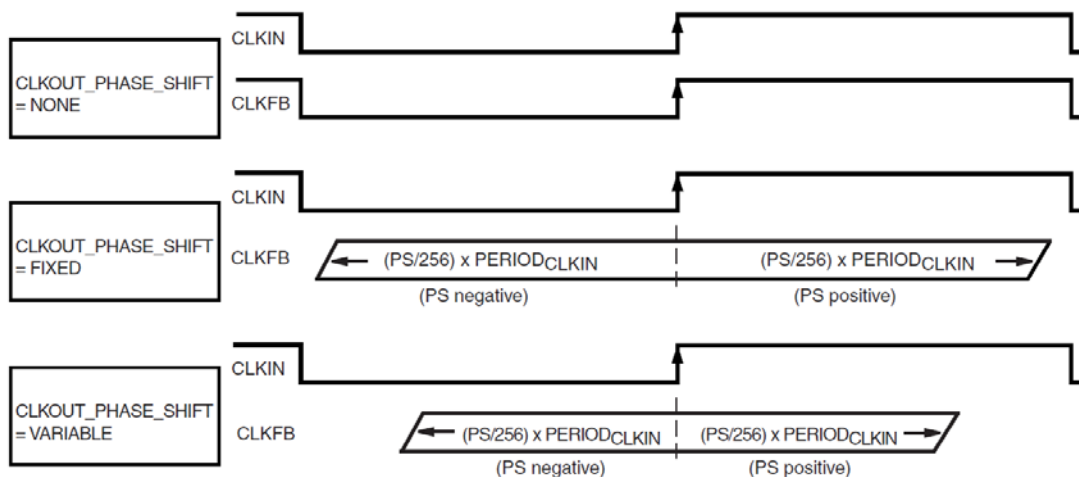 CLKIN
CLKOUT_PHASE_SHIFT
= NONE
CLKFB
CLKIN
CLKOUT_PHASE_SHIFT
= FIXED
CLKFB
(PS/256) x PERIODCLKIN
(PS/256) x PERIODCLKIN
(PS negative)
(PS positive)
CLKIN
CLKOUT_PHASE_SHIFT
= VARIABLE
CLKFB
(PS/256) x PERIODCLKIN
(PS/256) x PERIODCLKIN
(PS negative)
(PS positive)